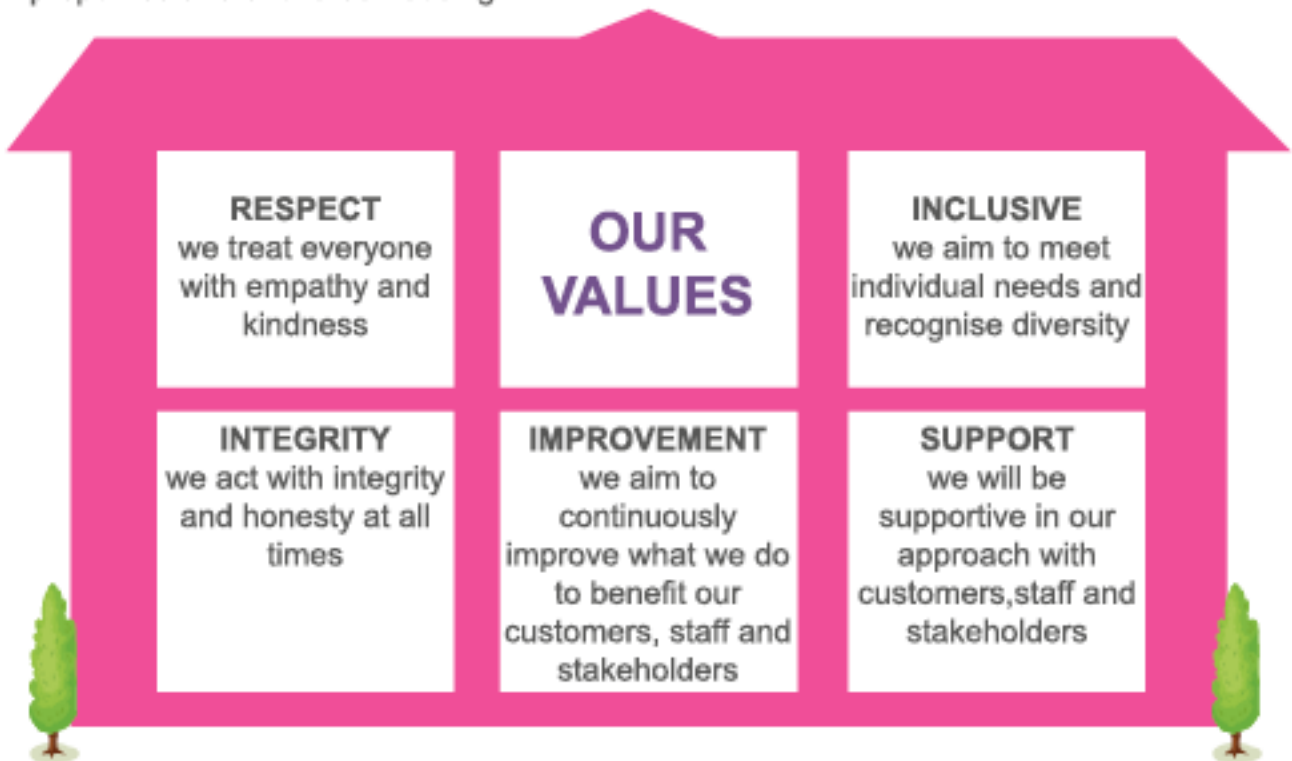 RESPECT
we treat everyone
with empathy and
kindness
OUR
VALUES
INCLUSIVE
we aim to meet
individual needs and
recognise diversity
INTEGRITY
we act with integrity
and honesty at all
times
IMPROVEMENT
we aim to
continuously
improve what we do
to benefit our
customers, staff and
stakeholders
SUPPORT
we will be
supportive in our
approach with
customers,staff and
stakeholders